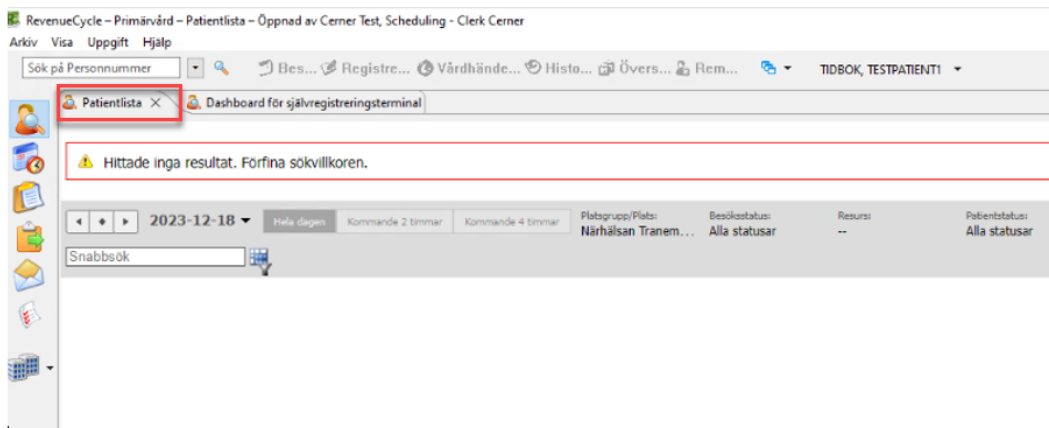 RevenueCycle – Primärvård – Patientlista – Öppnad av Cerner Test, Scheduling - Clerk Cerner
Arkiv Visa Uppgift Hjälp
Sök på Personnummer Bes... Registre... Vårdhände... Histo... Övers... Rem... TIDBOK, TESTPATIENT1
Patientlista Dashboard för självregistreringsterminal
Hittade inga resultat. Förfina sökvillkoren.
Platsgrupp/Plats: Besöksstatus: Resurs: Patientstatus:
2023-12-18 Hela dagen Kommande 2 timmar Kommande 4 timmar Närhälsan Tranem... Alla statusar -- Alla statusar
Snabbsök